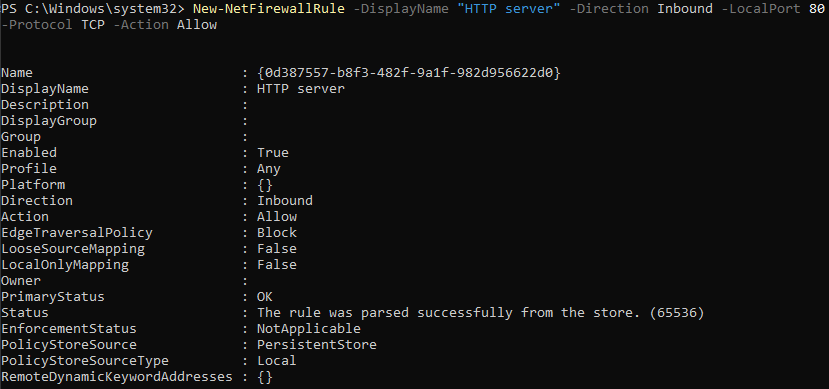 PS C:\Windows\system32> New-NetFirewallRule -DisplayName "HTTP server" -Direction Inbound -LocalPort 80
-Protocol TCP -Action Allow
Name : {0d387557-b8f3-482f-9a1f-982d956622d0}
DisplayName : HTTP server
Description :
DisplayGroup :
Group :
Enabled : True
Profile : Any
Platform : {}
Direction : Inbound
Action : Allow
EdgeTraversalPolicy : Block
LooseSourceMapping : False
LocalOnlyMapping : False
Owner :
PrimaryStatus : OK
Status : The rule was parsed successfully from the store. (65536)
EnforcementStatus : NotApplicable
PolicyStoreSource : PersistentStore
PolicyStoreSourceType : Local
RemoteDynamicKeywordAddresses : {}